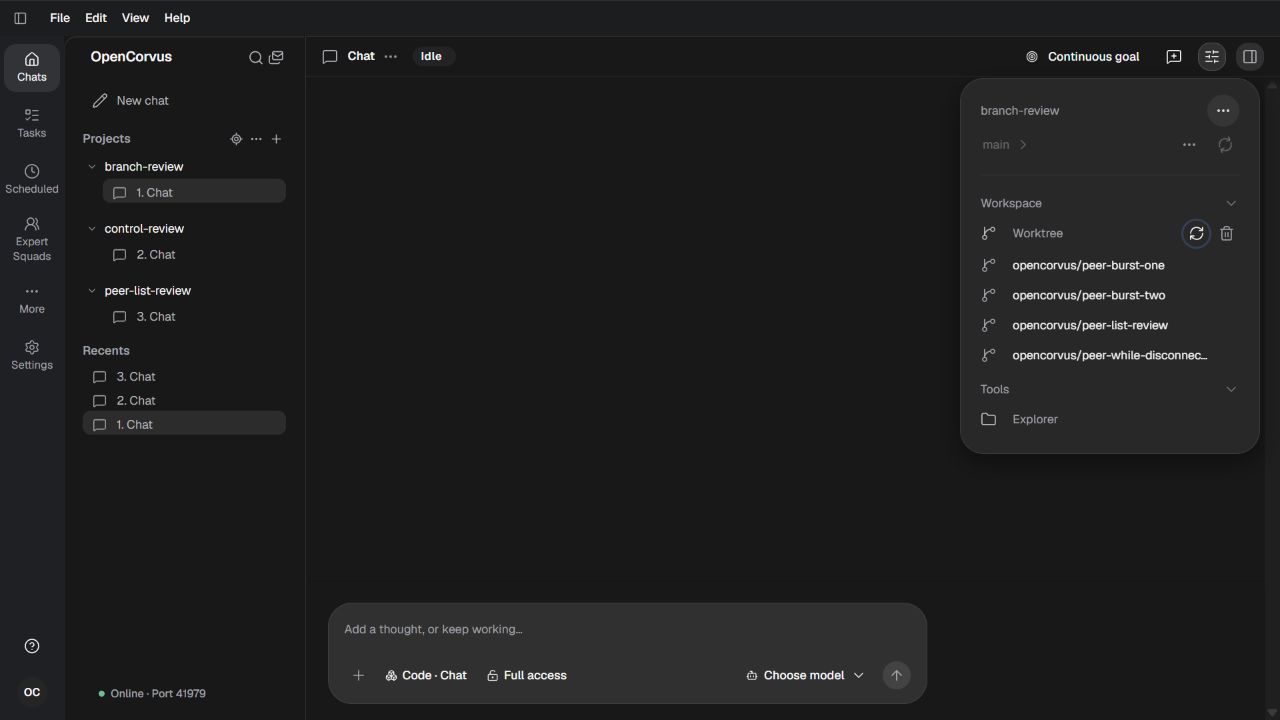 File Edit View Help
OpenCorvus
Chats
Tasks
Scheduled
Expert
Squads
More
Settings
OC
New chat
Projects
branch-review
1. Chat
control-review
2. Chat
peer-list-review
3. Chat
Recents
3. Chat
2. Chat
1. Chat
Online · Port 41979
Chat
Idle
Continuous goal
branch-review
main
Workspace
Worktree
opencorvus/peer-burst-one
opencorvus/peer-burst-two
opencorvus/peer-list-review
opencorvus/peer-while-disconnec...
Tools
Explorer
Add a thought, or keep working...
Code · Chat
Full access
Choose model